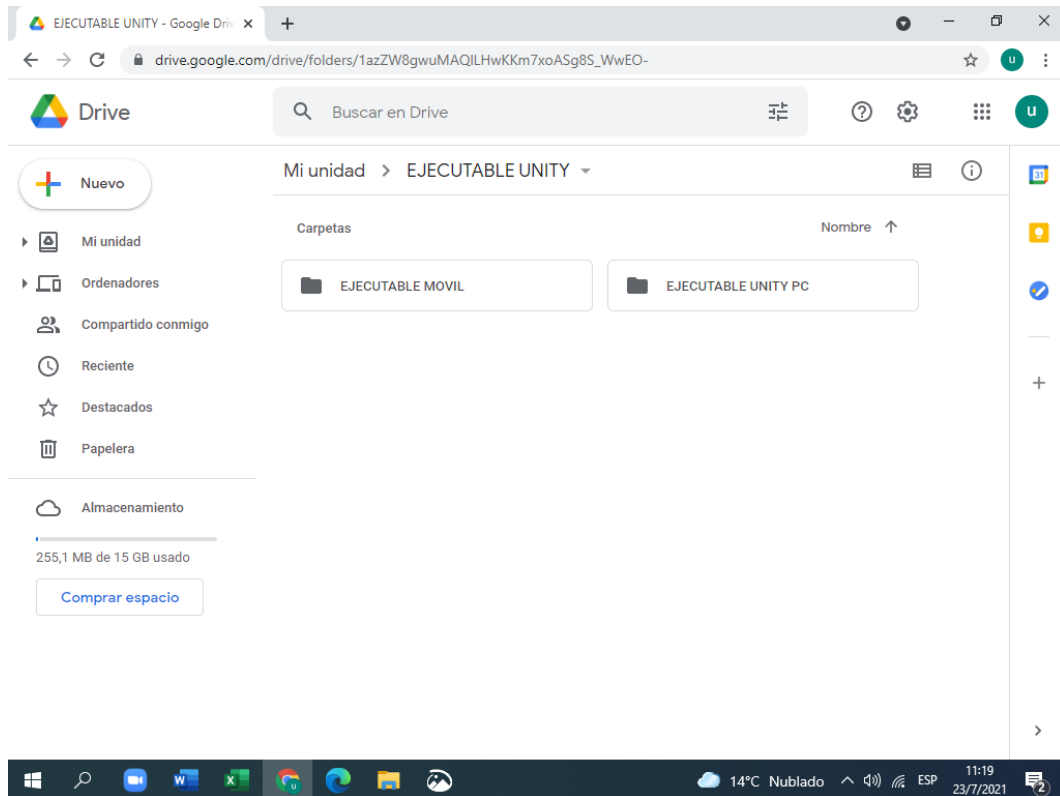 EJECUTABLE UNITY - Google Driv
drive.google.com/drive/folders/1azZW8gwuMAQILHwKKm7xoASg8S_WwEO-
u
Drive
Buscar en Drive
u
Nuevo
Mi unidad > EJECUTABLE UNITY
31
Carpetas
Nombre
Mi unidad
EJECUTABLE MOVIL
EJECUTABLE UNITY PC
Ordenadores
Compartido conmigo
Reciente
Destacados
Papelera
Almacenamiento
255,1 MB de 15 GB usado
Comprar espacio
14°C Nublado
ESP
11:19
23/7/2021
2